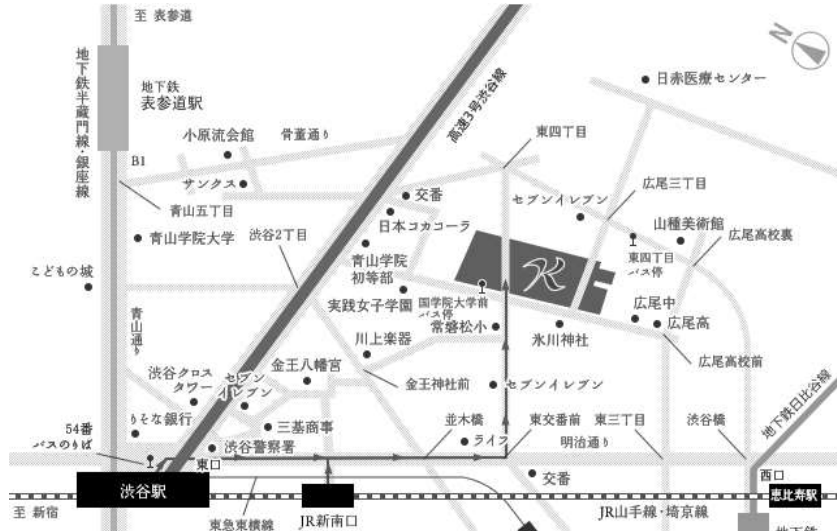 至 表参道
N
地下鉄半蔵門線・銀座線
地下鉄
表参道駅
高速3号渋谷線
日赤医療センター
小原流会館
骨董通り
東四丁目
B1
サンクス
交番
セブンイレブン
広尾三丁目
青山五丁目
日本コカコーラ
山種美術館
広尾高校裏
青山学院大学
渋谷2丁目
青山学院
初等部
K
東四丁目
バス停
こどもの城
実践女子学園
国学院大学前
バス停
広尾中
広尾高
青山通り
川上楽器
常磐松小
氷川神社
広尾高校前
渋谷クロス
タワー
セブン
イレブン
金王八幡宮
金王神社前
セブンイレブン
地下鉄日比谷線
54番
バスのりば
りそな銀行
三基商事
並木橋
東交番前
東三丁目
渋谷橋
渋谷警察署
ライフ
明治通り
東口
交番
西口
渋谷駅
恵比寿駅
至 新宿
東急東横線
JR新南口
JR山手線・埼京線
地下鉄